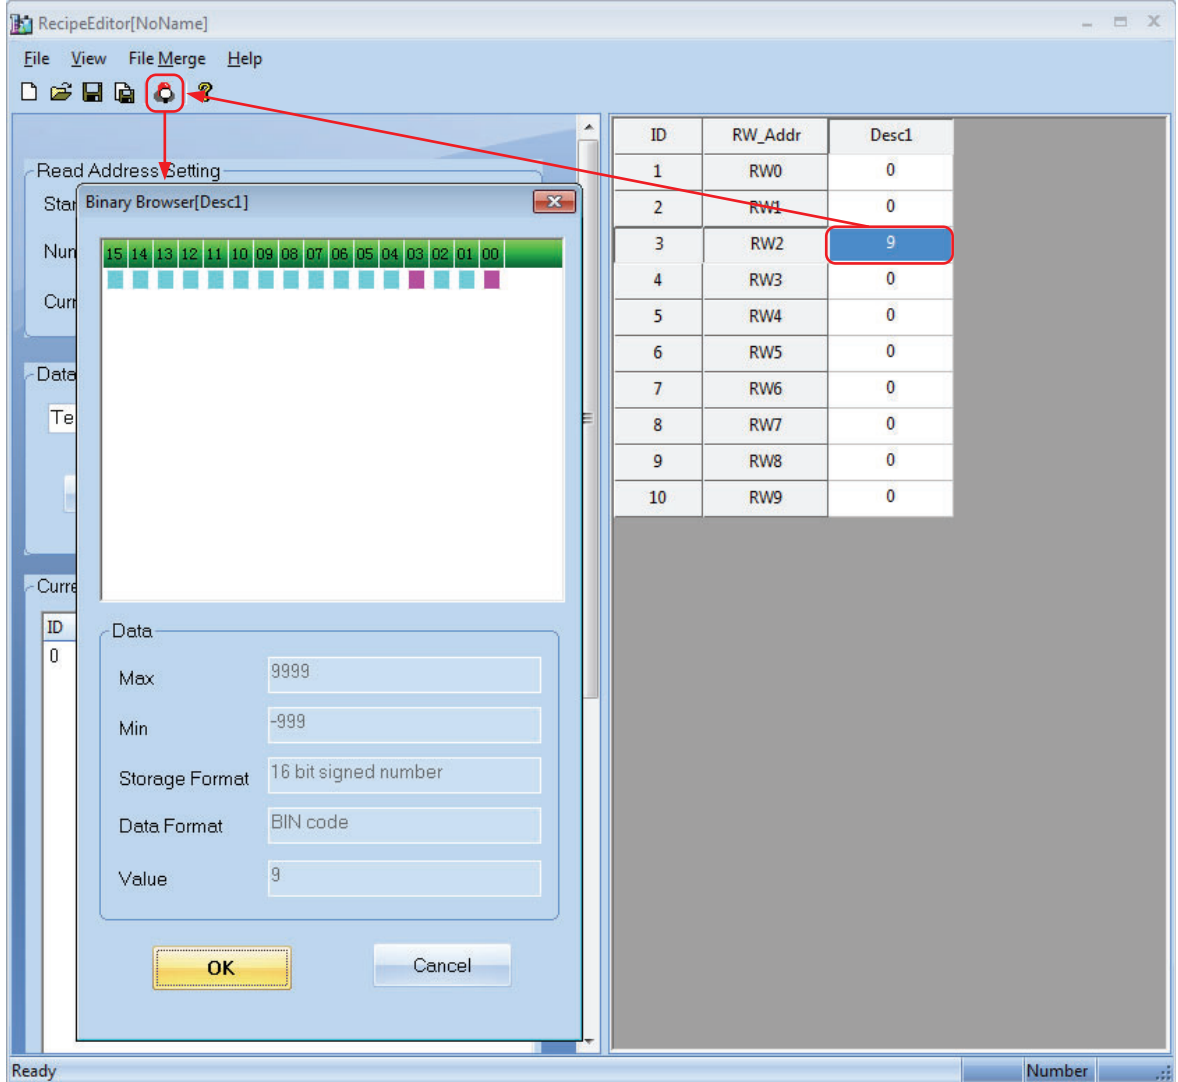 RecipeEditor[NoName]
File View File Merge Help
Read Address Setting
Star
Num
Curr
Data
Te
Curre
ID
0
Binary Browser[Desc1]
15 14 13 12 11 10 09 08 07 06 05 04 03 02 01 00
Data
Max 9999
Min -999
Storage Format 16 bit signed number
Data Format BIN code
Value 9
OK Cancel
ID RW_Addr Desc1
1 RW0 0
2 RW1 0
3 RW2 9
4 RW3 0
5 RW4 0
6 RW5 0
7 RW6 0
8 RW7 0
9 RW8 0
10 RW9 0
Ready Number